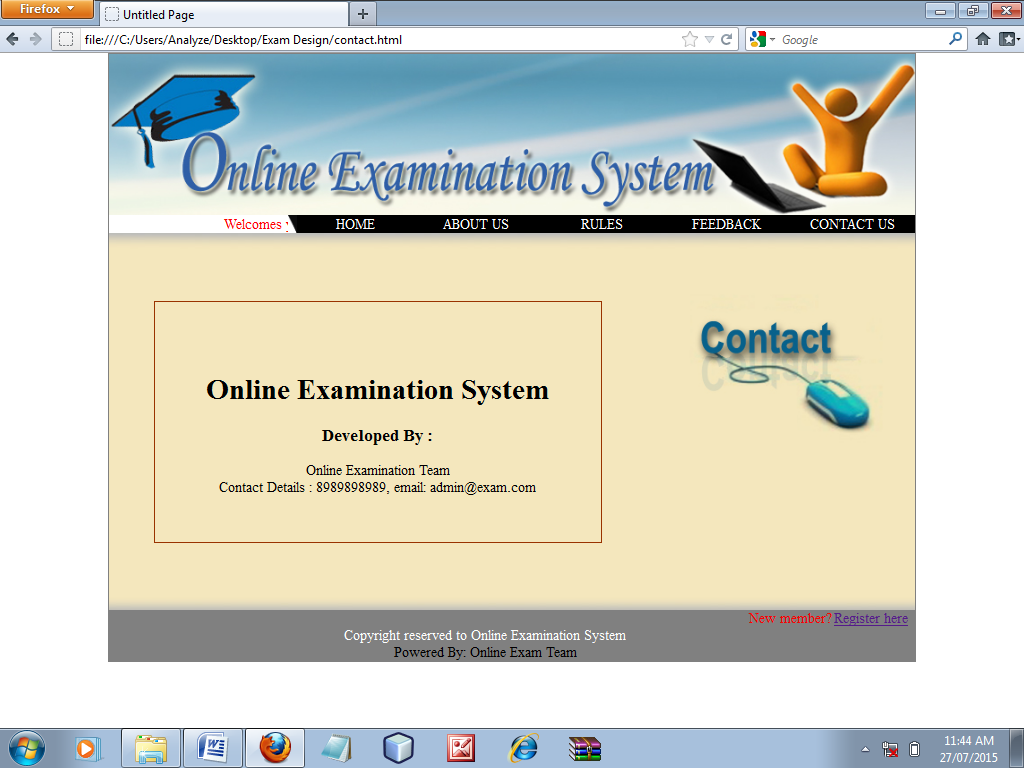 Firefox
Untitled Page
file:///C:/Users/Analyze/Desktop/Exam Design/contact.html
Google
Online Examination System
Welcomes
HOME
ABOUT US
RULES
FEEDBACK
CONTACT US
Contact
Online Examination System
Developed By :
Online Examination Team
Contact Details : 8989898989, email: admin@exam.com
New member? Register here
Copyright reserved to Online Examination System
Powered By: Online Exam Team
11:44 AM
27/07/2015